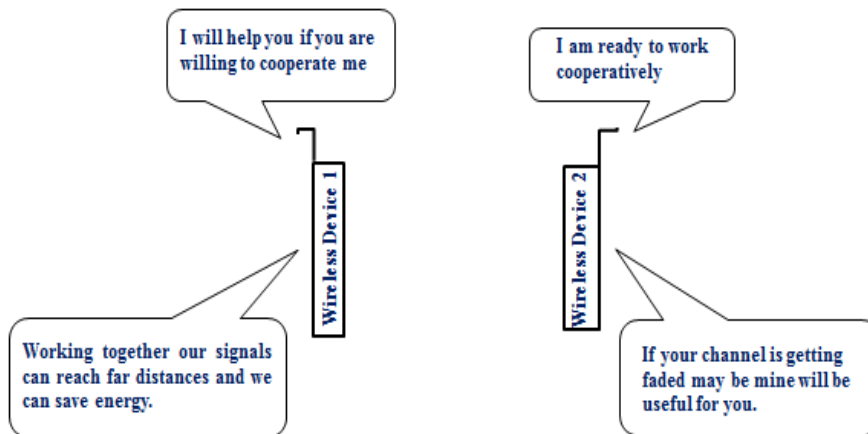 I will help you if you are
willing to cooperate me
I am ready to work
cooperatively
Wireless Device 1
Wireless Device 2
Working together our signals
can reach far distances and we
can save energy.
If your channel is getting
faded may be mine will be
useful for you.